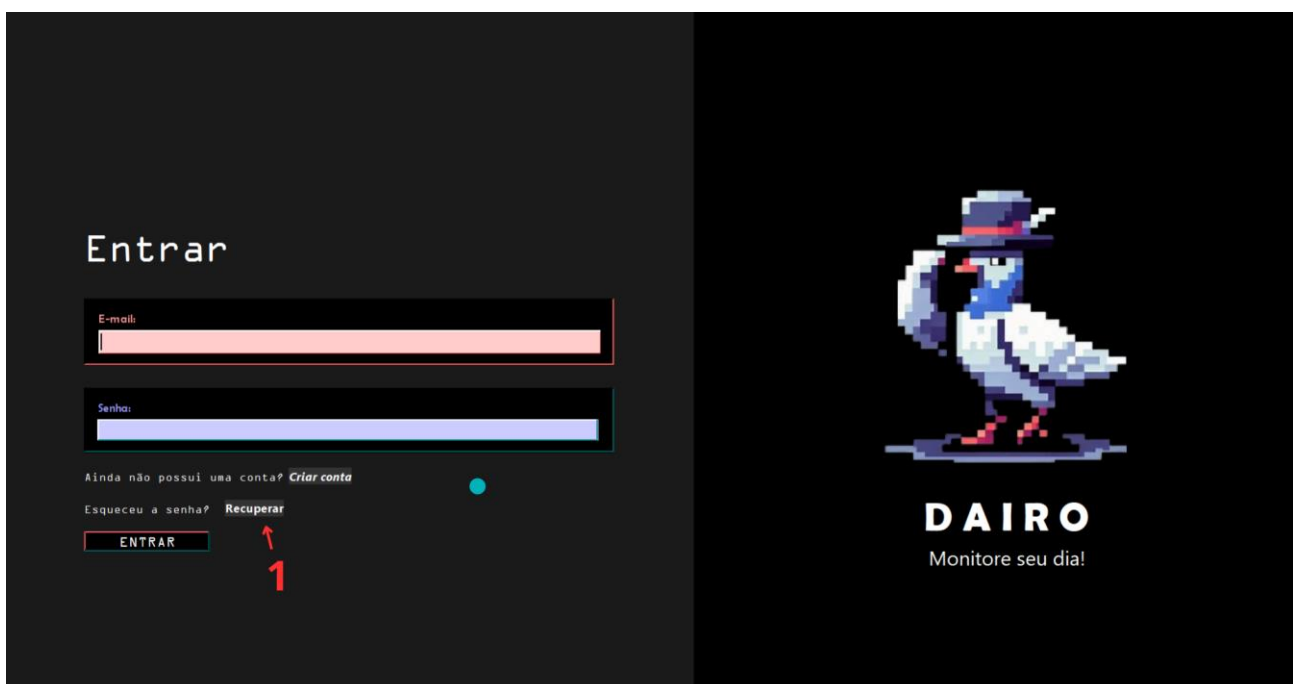 Entrar
E-mail:
Senha:
Ainda não possui uma conta? Criar conta
Esqueceu a senha? Recuperar
ENTRAR
1
DAIRO
Monitore seu dia!